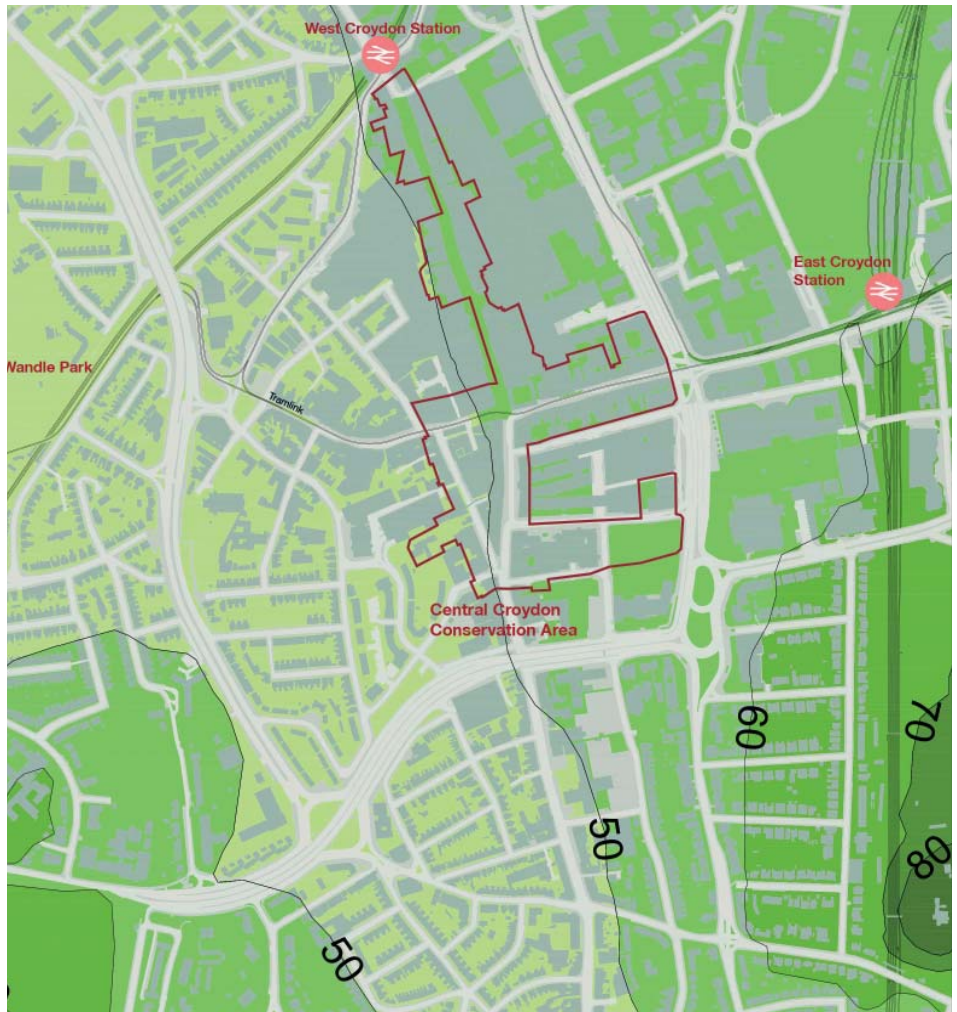 West Croydon Station
East Croydon
Station
Wandle Park
Tramlink
Central Croydon
Conservation Area
60
70
50
80
50